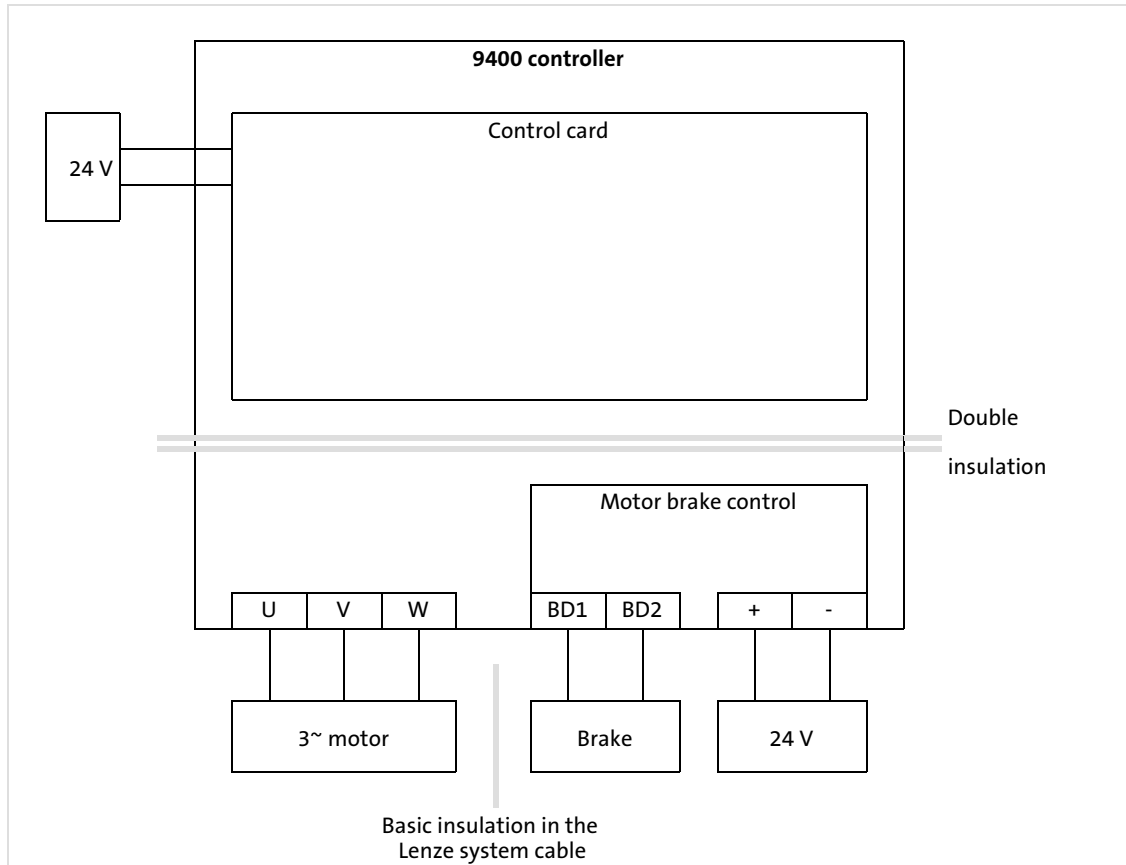 9400 controller
Control card
24 V
Double
insulation
Motor brake control
U V W BD1 BD2 + -
3~ motor Brake 24 V
Basic insulation in the
Lenze system cable